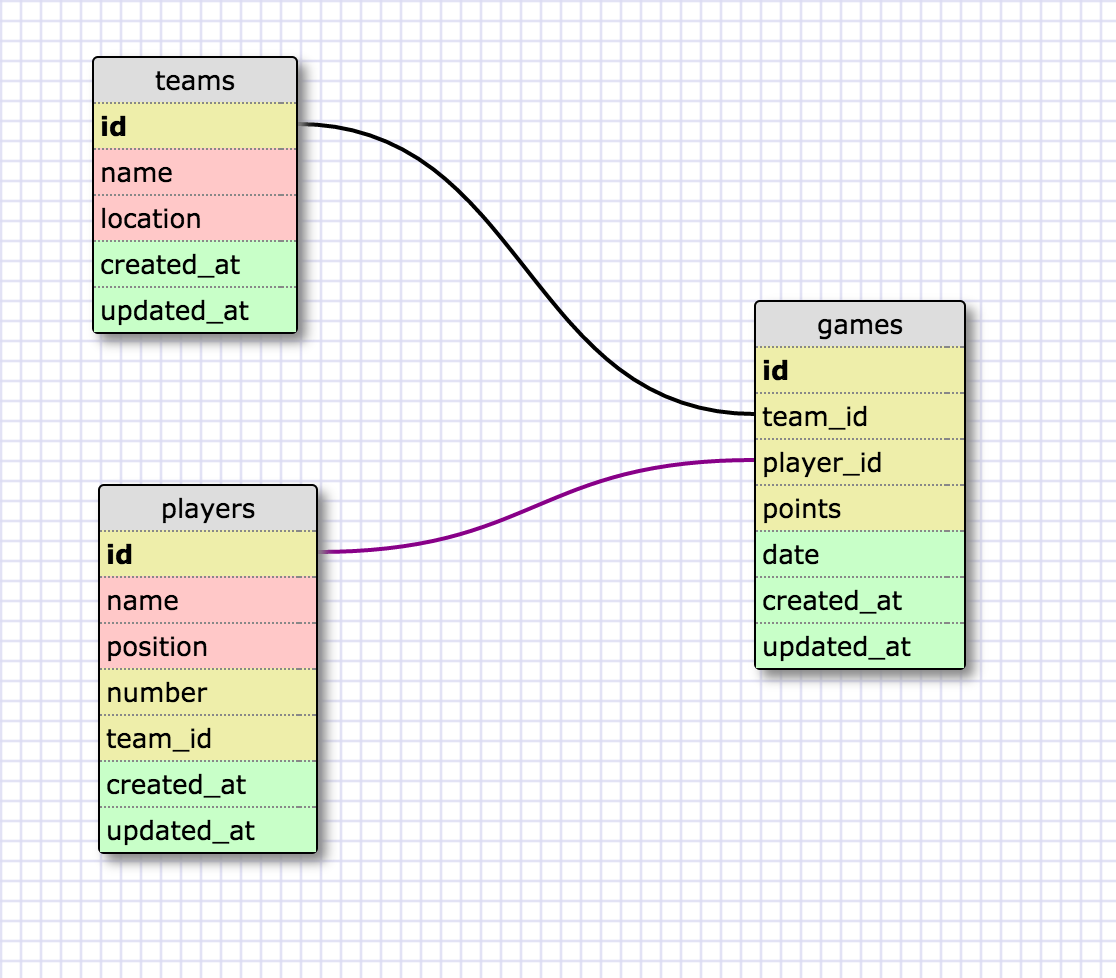 teams
id
name
location
created_at
updated_at
games
id
team_id
player_id
points
date
created_at
updated_at
players
id
name
position
number
team_id
created_at
updated_at